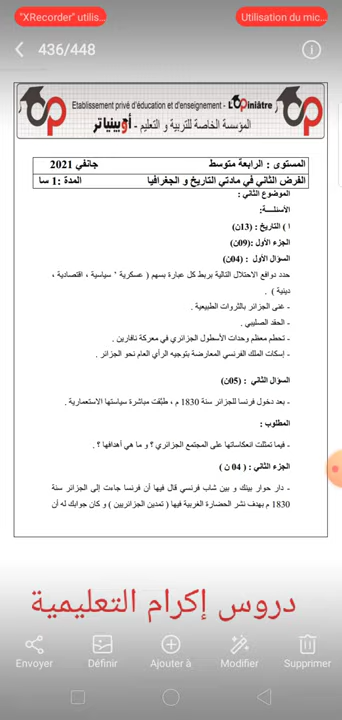 "XRecorder" utilis...
Utilisation du mic...
436/448
Etablissement privé d'éducation et d'enseignement - L'Opiniâtre
المؤسسة الخاصة للتربية و التعليم - أوبينياتر
المستوى : الرابعة متوسط جانفي 2021
الفرض الثاني في مادتي التاريخ و الجغرافيا المدة :1 سا
الموضوع الثاني :
الأسئلـــة:
I ) التاريخ : (13ن)
الجزء الأول :(09ن)
السؤال الأول :(04ن)
حدد دوافع الاحتلال التالية بربط كل عبارة بسهم ( عسكرية ، سياسية ، اقتصادية ،
دينية ) .
- غنى الجزائر بالثروات الطبيعية .
- الحقد الصليبي .
- تحطم معظم وحدات الأسطول الجزائري في معركة نافارين .
- إسكات الملك الفرنسي المعارضة بتوجيه الرأي العام نحو الجزائر .
السؤال الثاني : (05ن)
- بعد دخول فرنسا للجزائر سنة 1830 م ، طبّقت مباشرة سياستها الاستعمارية .
المطلوب :
- فيما تمثلت انعكاساتها على المجتمع الجزائري ؟ و ما هي أهدافها ؟ .
الجزء الثاني : ( 04 ن )
- دار حوار بينك و بين شاب فرنسي قال فيها أن فرنسا جاءت إلى الجزائر سنة
1830 م بهدف نشر الحضارة الغربية فيها ( تمدين الجزائريين ) و كان جوابك له أن
دروس إكرام التعليمية
Envoyer
Définir
Ajouter à
Modifier
Supprimer